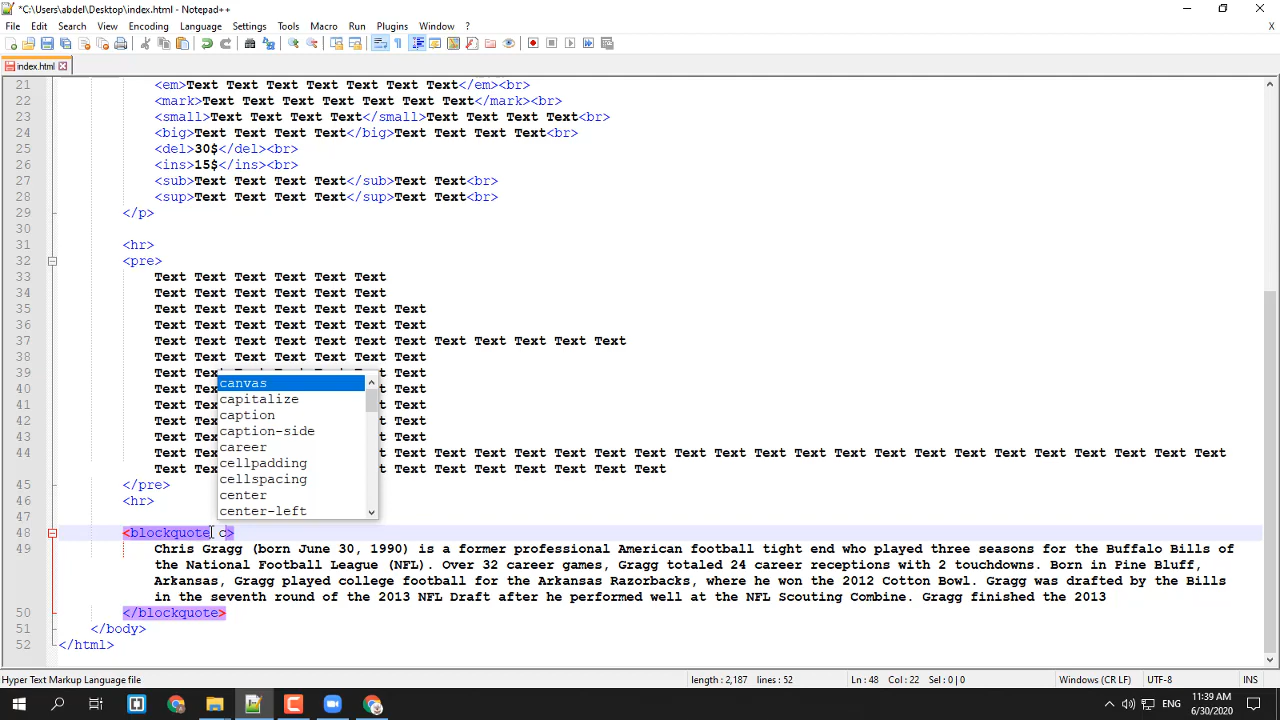 *C:\Users\abdel\Desktop\index.html - Notepad++
File Edit Search View Encoding Language Settings Tools Macro Run Plugins Window ?
X
index.html
21 <em>Text Text Text Text Text Text Text</em><br>
22 <mark>Text Text Text Text Text Text Text</mark><br>
23 <small>Text Text Text Text</small>Text Text Text Text<br>
24 <big>Text Text Text Text</big>Text Text Text Text<br>
25 <del>30$</del><br>
26 <ins>15$</ins><br>
27 <sub>Text Text Text Text</sub>Text Text<br>
28 <sup>Text Text Text Text</sup>Text Text<br>
29 </p>
30
31 <hr>
32 <pre>
33 Text Text Text Text Text Text
34 Text Text Text Text Text Text
35 Text Text Text Text Text Text Text
36 Text Text Text Text Text Text Text
37 Text Text Text Text Text Text Text Text Text Text Text Text
38 Text Text Text Text Text Text Text
39 Text Tex Text Text
40 Text Tex Text Text
41 Text Tex Text Text
42 Text Tex Text Text
43 Text Tex Text Text
44 Text Tex Text Text Text Text Text Text Text Text Text Text Text Text Text Text Text Text Text Text Text Text Text
Text Tex Text Text Text Text Text Text Text Text
canvas
capitalize
caption
caption-side
career
cellpadding
cellspacing
center
center-left
45 </pre>
46 <hr>
47
48 <blockquote c>
49 Chris Gragg (born June 30, 1990) is a former professional American football tight end who played three seasons for the Buffalo Bills of
the National Football League (NFL). Over 32 career games, Gragg totaled 24 career receptions with 2 touchdowns. Born in Pine Bluff,
Arkansas, Gragg played college football for the Arkansas Razorbacks, where he won the 2012 Cotton Bowl. Gragg was drafted by the Bills
in the seventh round of the 2013 NFL Draft after he performed well at the NFL Scouting Combine. Gragg finished the 2013
50 </blockquote>
51 </body>
52 </html>
Hyper Text Markup Language file length : 2,187 lines : 52 Ln : 48 Col : 22 Sel : 0 | 0 Windows (CR LF) UTF-8 INS
ENG
11:39 AM
6/30/2020